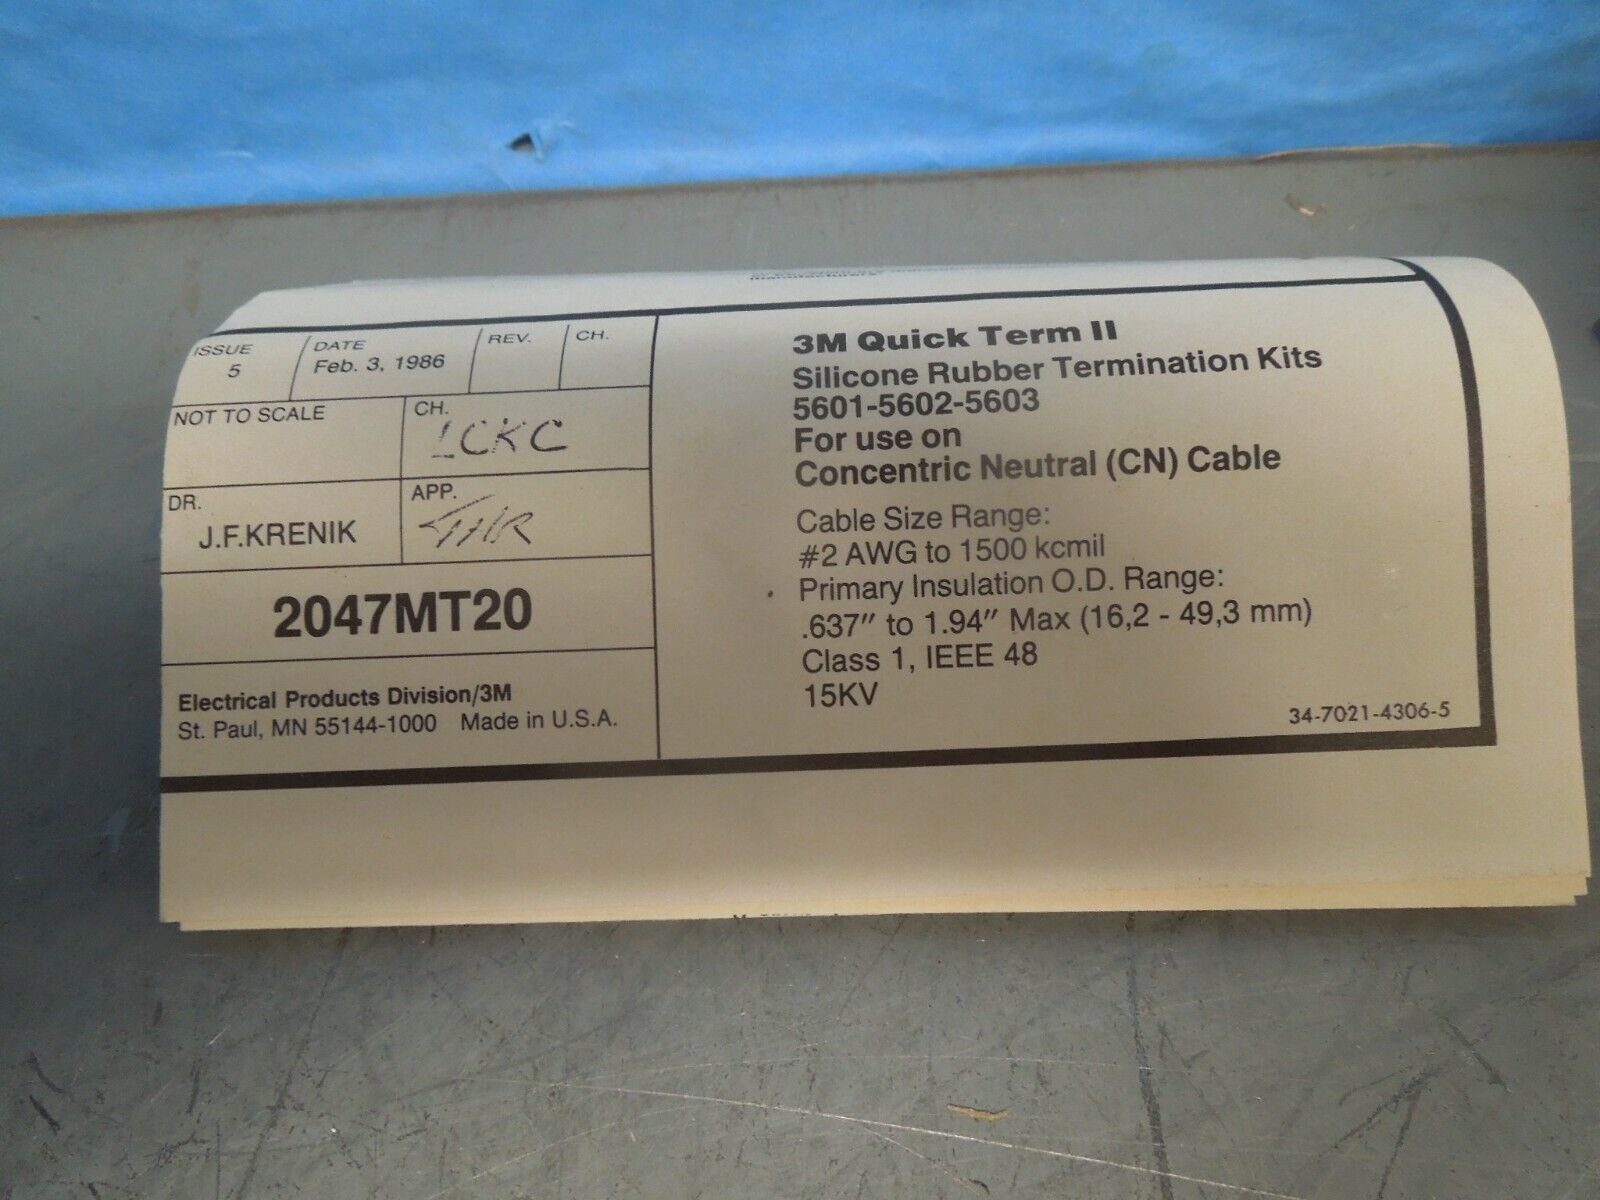 ISSUE
5
DATE
Feb. 3, 1986
REV.
CH.
NOT TO SCALE
CH.
DR.
J.F.KRENIK
APP.
2047MT20
Electrical Products Division/3M
St. Paul, MN 55144-1000 Made in U.S.A.
3M Quick Term II
Silicone Rubber Termination Kits
5601-5602-5603
For use on
Concentric Neutral (CN) Cable
Cable Size Range:
#2 AWG to 1500 kcmil
Primary Insulation O.D. Range:
.637" to 1.94" Max (16,2 - 49,3 mm)
Class 1, IEEE 48
15KV
34-7021-4306-5